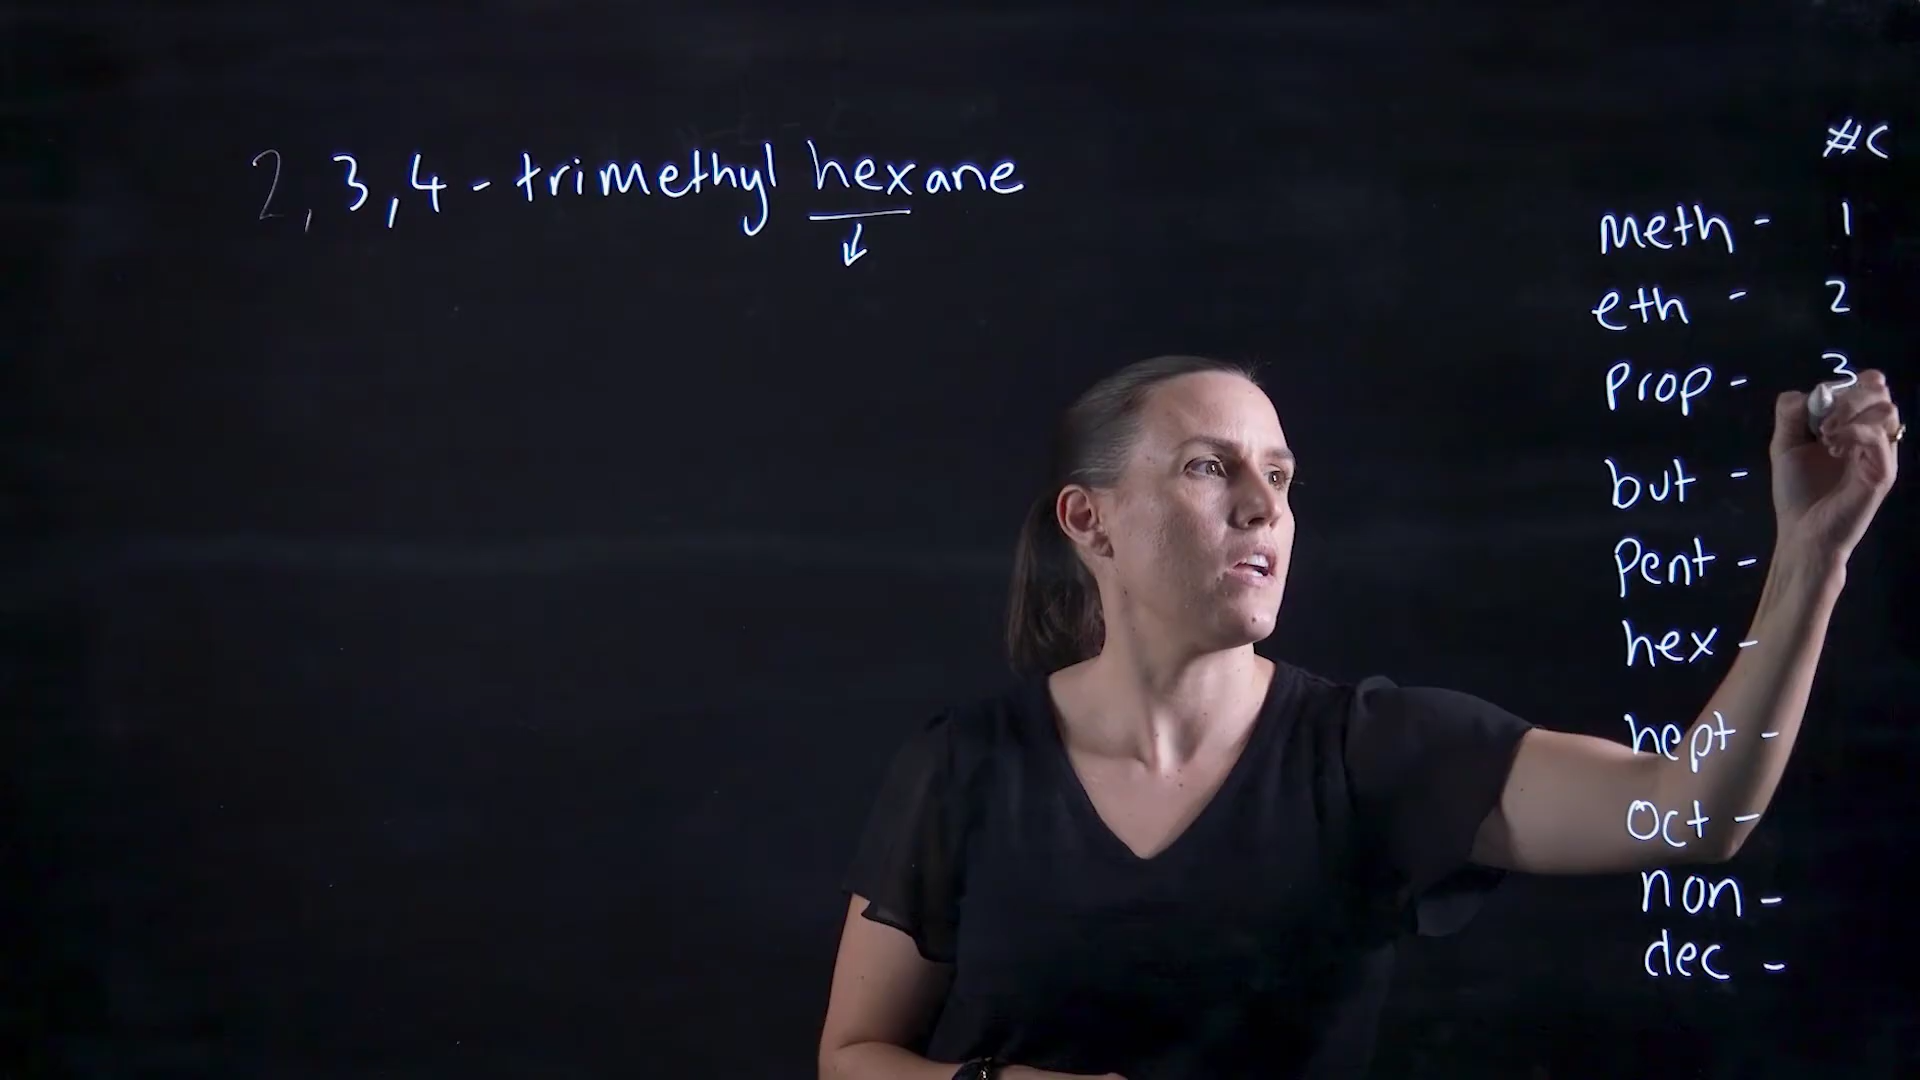 2, 3, 4 - trimethyl hexane
#C
meth - 1
eth - 2
prop - 3
but -
pent -
hex -
hept -
oct -
non -
dec -